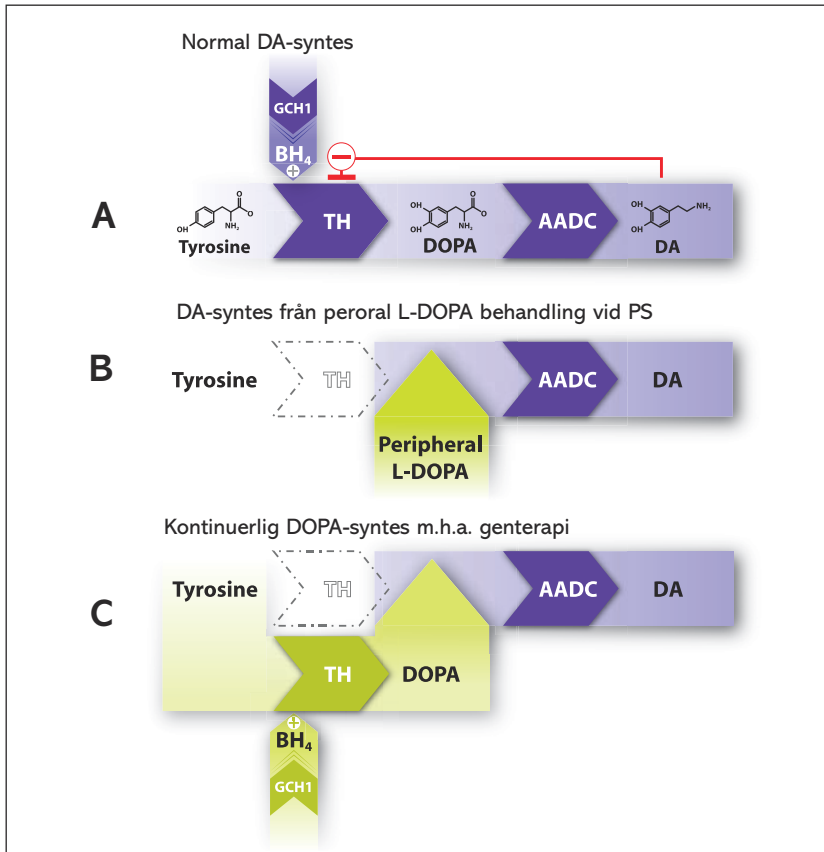 Normal DA-syntes
GCH1
BH₄
+
−
A
OH
O
O
NH₂
Tyrosine
TH
OH
OH
O
O
NH₂
DOPA
AADC
OH
OH
NH₂
DA
DA-syntes från peroral L-DOPA behandling vid PS
B
Tyrosine
TH
AADC
DA
Peripheral
L-DOPA
Kontinuerlig DOPA-syntes m.h.a. genterapi
C
Tyrosine
TH
AADC
DA
TH
DOPA
+
BH₄
GCH1